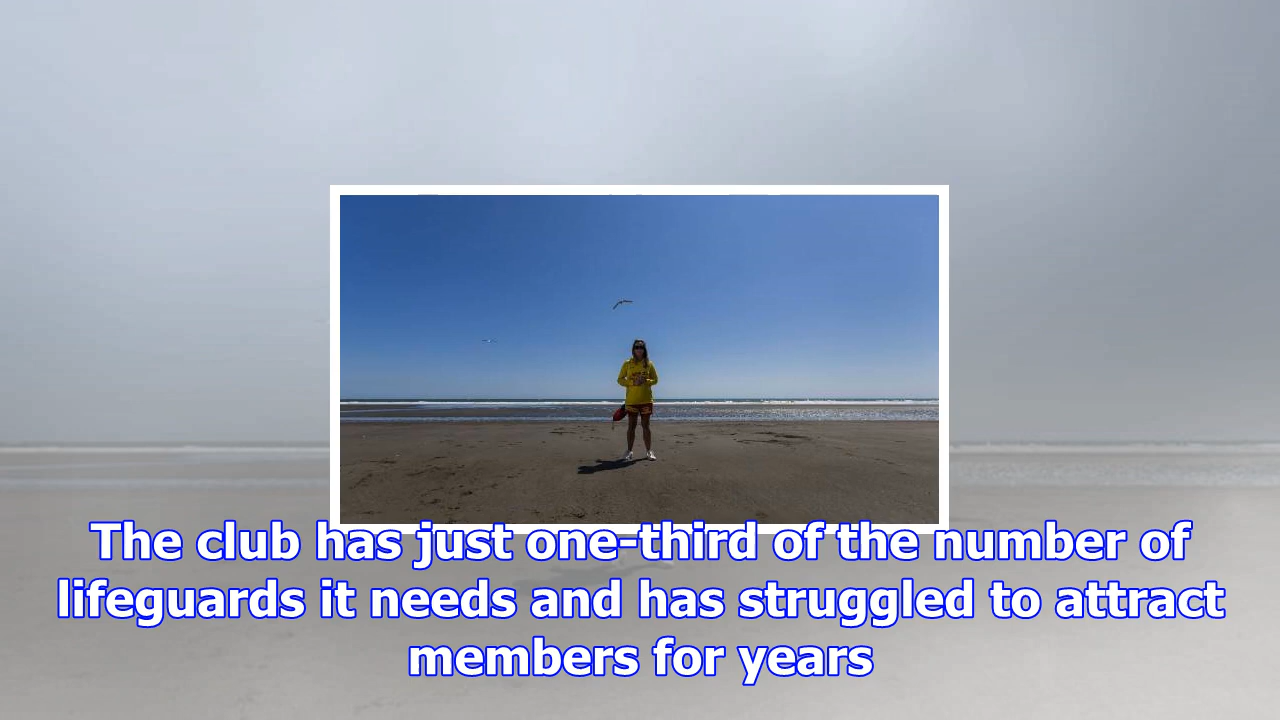 The club has just one-third of the number of
lifeguards it needs and has struggled to attract
members for years